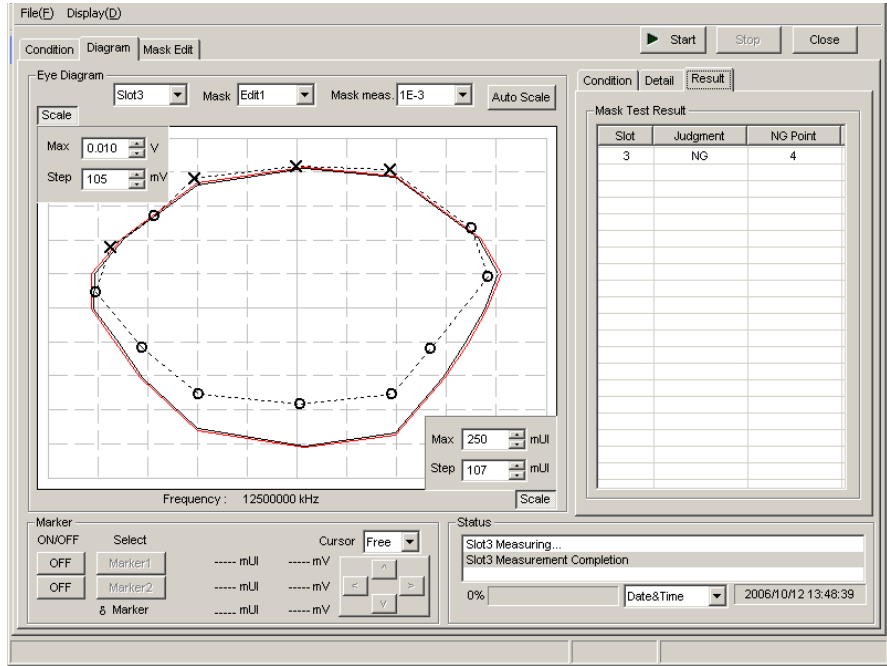 File(F) Display(D)
Start Stop Close
Condition Diagram Mask Edit
Eye Diagram
Slot3 Mask Edit1 Mask meas. 1E-3 Auto Scale
Scale
Max 0.010 V
Step 105 mV
Max 250 mUI
Step 107 mUI
Frequency : 12500000 kHz Scale
Condition Detail Result
Mask Test Result
Slot Judgment NG Point
3 NG 4
Marker
ON/OFF Select Cursor Free
OFF Marker1 ----- mUI ----- mV
OFF Marker2 ----- mUI ----- mV
δ Marker ----- mUI ----- mV
^
< >
v
Status
Slot3 Measuring...
Slot3 Measurement Completion
0% Date&Time 2006/10/12 13:48:39